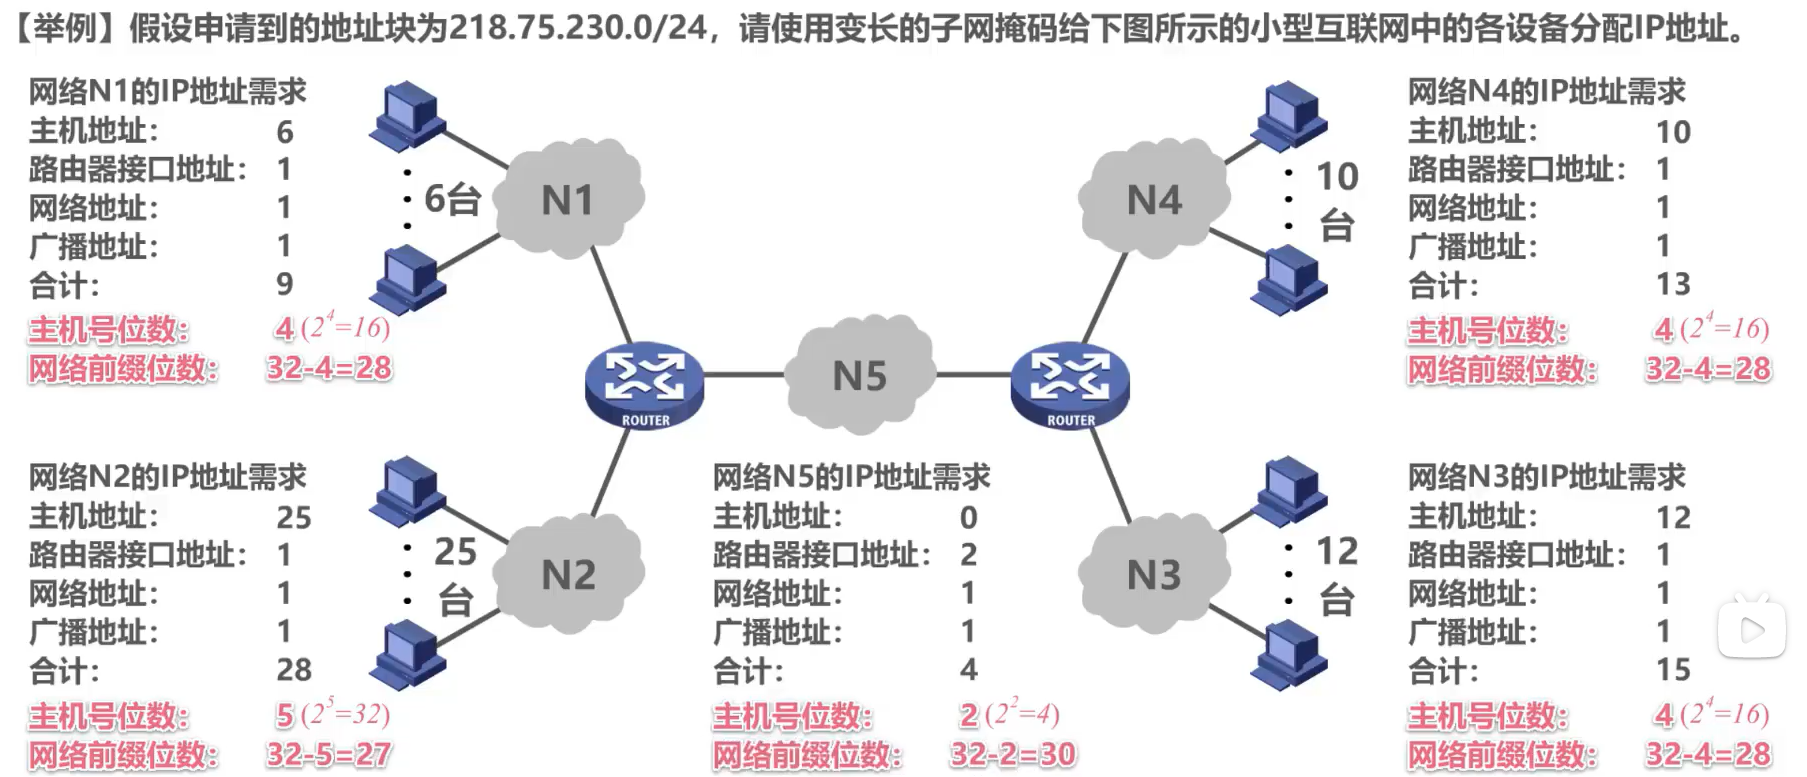 【举例】假设申请到的地址块为218.75.230.0/24，请使用变长的子网掩码给下图所示的小型互联网中的各设备分配IP地址。
网络N1的IP地址需求
主机地址： 6
路由器接口地址： 1
网络地址： 1
广播地址： 1
合计： 9
主机号位数： 4 (2^4=16)
网络前缀位数： 32-4=28
6台
N1
N4
10
台
网络N4的IP地址需求
主机地址： 10
路由器接口地址： 1
网络地址： 1
广播地址： 1
合计： 13
主机号位数： 4 (2^4=16)
网络前缀位数： 32-4=28
ROUTER
N5
ROUTER
网络N2的IP地址需求
主机地址： 25
路由器接口地址： 1
网络地址： 1
广播地址： 1
合计： 28
主机号位数： 5 (2^5=32)
网络前缀位数： 32-5=27
25
台
N2
网络N5的IP地址需求
主机地址： 0
路由器接口地址： 2
网络地址： 1
广播地址： 1
合计： 4
主机号位数： 2 (2^2=4)
网络前缀位数： 32-2=30
N3
12
台
网络N3的IP地址需求
主机地址： 12
路由器接口地址： 1
网络地址： 1
广播地址： 1
合计： 15
主机号位数： 4 (2^4=16)
网络前缀位数： 32-4=28